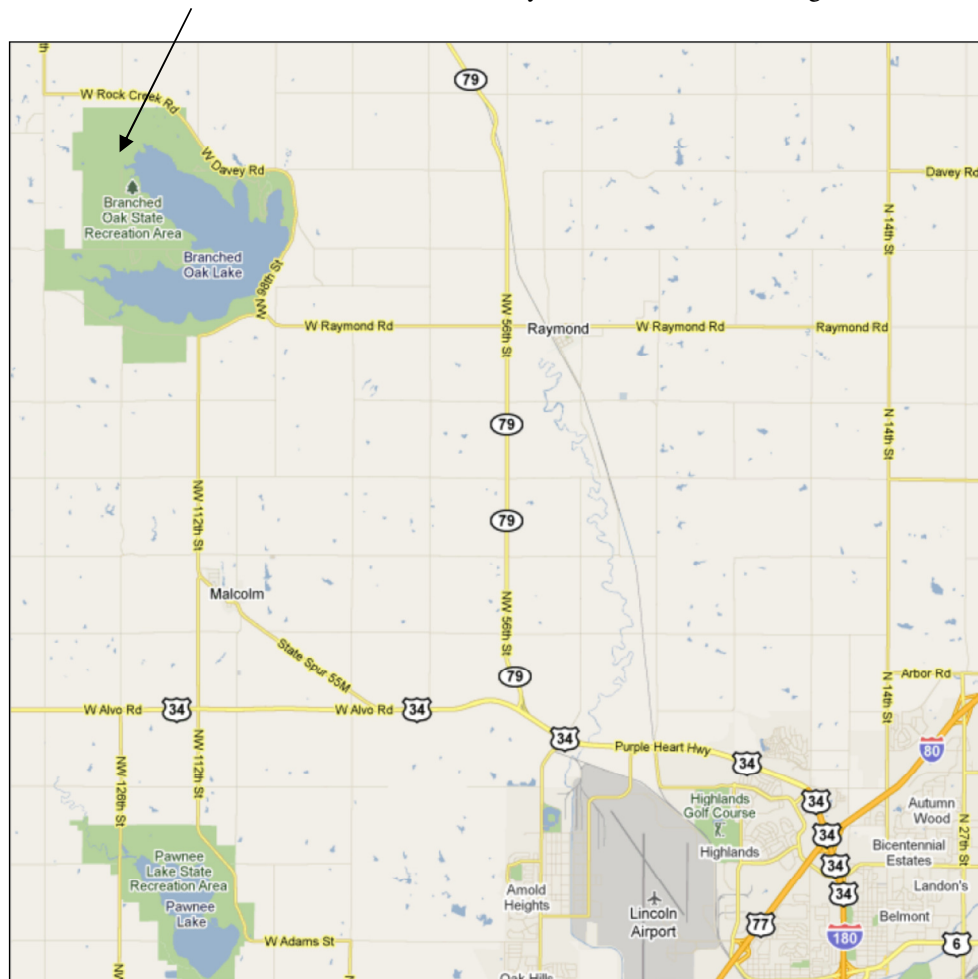 79
W Rock Creek Rd
W Davey Rd
Davey Rd
N 14th St
Branched
Oak State
Recreation Area
Branched
Oak Lake
NW 98th St
W Raymond Rd
NW 56th St
Raymond
W Raymond Rd
Raymond Rd
79
N 14th St
NW 112th St
79
Malcolm
NW 56th St
State Spur 55M
79
Arbor Rd
N 14th St
W Alvo Rd
34
W Alvo Rd
34
34
Purple Heart Hwy
34
80
NW 126th St
NW 112th St
34
Highlands
Golf Course
Autumn
Wood
N 27th St
34
Highlands
Bicentennial
Estates
34
Pawnee
Lake State
Recreation Area
Arnold
Heights
34
Landon's
Pawnee
Lake
Lincoln
Airport
77
Belmont
180
6
W Adams St
NW
Oak Hills